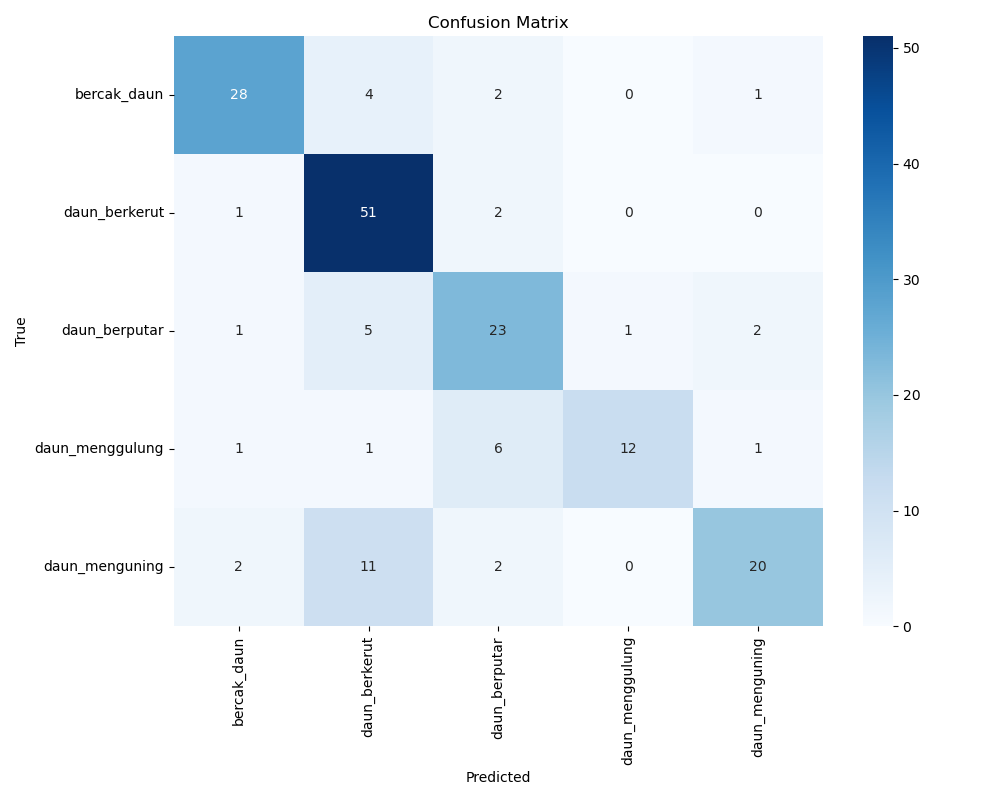 Confusion Matrix
True
bercak_daun 28 4 2 0 1
daun_berkerut 1 51 2 0 0
daun_berputar 1 5 23 1 2
daun_menggulung 1 1 6 12 1
daun_menguning 2 11 2 0 20
bercak_daun
daun_berkerut
daun_berputar
daun_menggulung
daun_menguning
Predicted
50
40
30
20
10
0